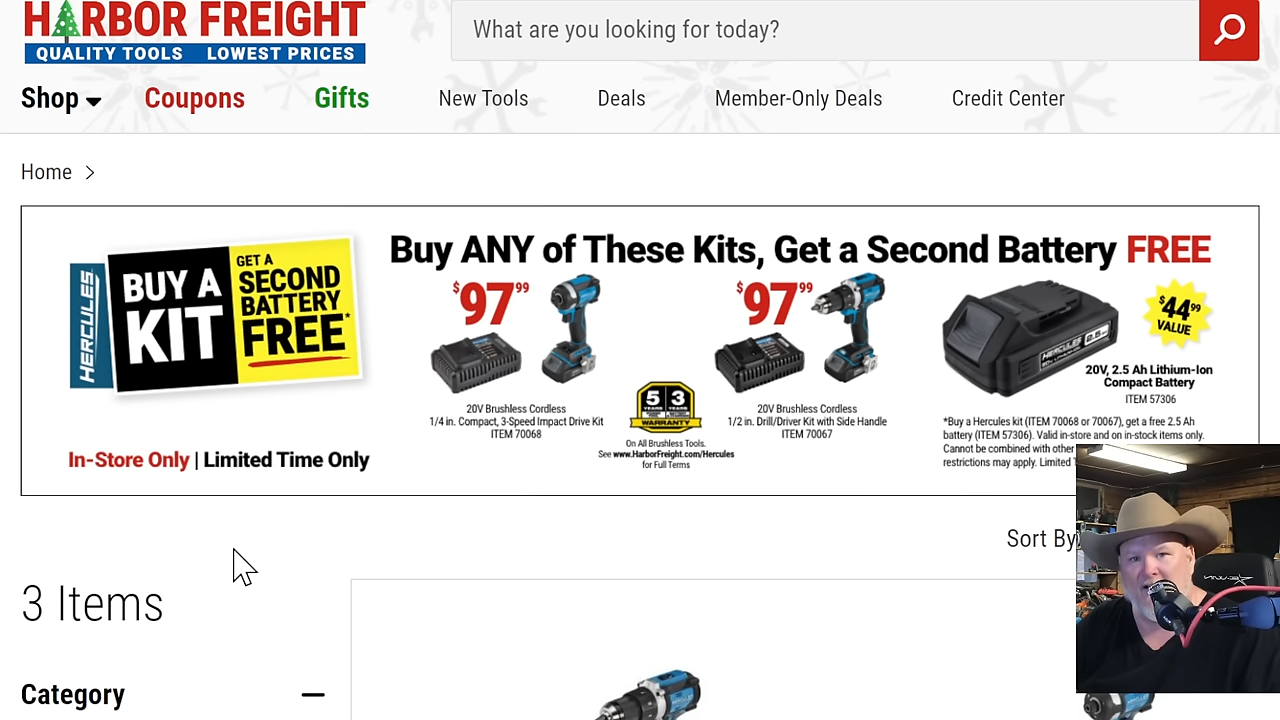 HARBOR FREIGHT
QUALITY TOOLS LOWEST PRICES
What are you looking for today?
Shop
Coupons
Gifts
New Tools
Deals
Member-Only Deals
Credit Center
Home
HERCULES
BUY A
KIT
GET A
SECOND
BATTERY
FREE*
In-Store Only | Limited Time Only
Buy ANY of These Kits, Get a Second Battery FREE
$97.99
20V Brushless Cordless
1/4 in. Compact, 3-Speed Impact Drive Kit
ITEM 70068
5 3
YEARS YEARS
WARRANTY
On All Brushless Tools.
See www.HarborFreight.com/Hercules
for Full Terms
$97.99
20V Brushless Cordless
1/2 in. Drill/Driver Kit with Side Handle
ITEM 70067
HERCULES
2.5
$44.99
VALUE
20V, 2.5 Ah Lithium-Ion
Compact Battery
ITEM 57306
*Buy a Hercules kit (ITEM 70068 or 70067), get a free 2.5 Ah
battery (ITEM 57306). Valid in-store and on in-stock items only.
Cannot be combined with other
restrictions may apply. Limited
Sort By
3 Items
Category